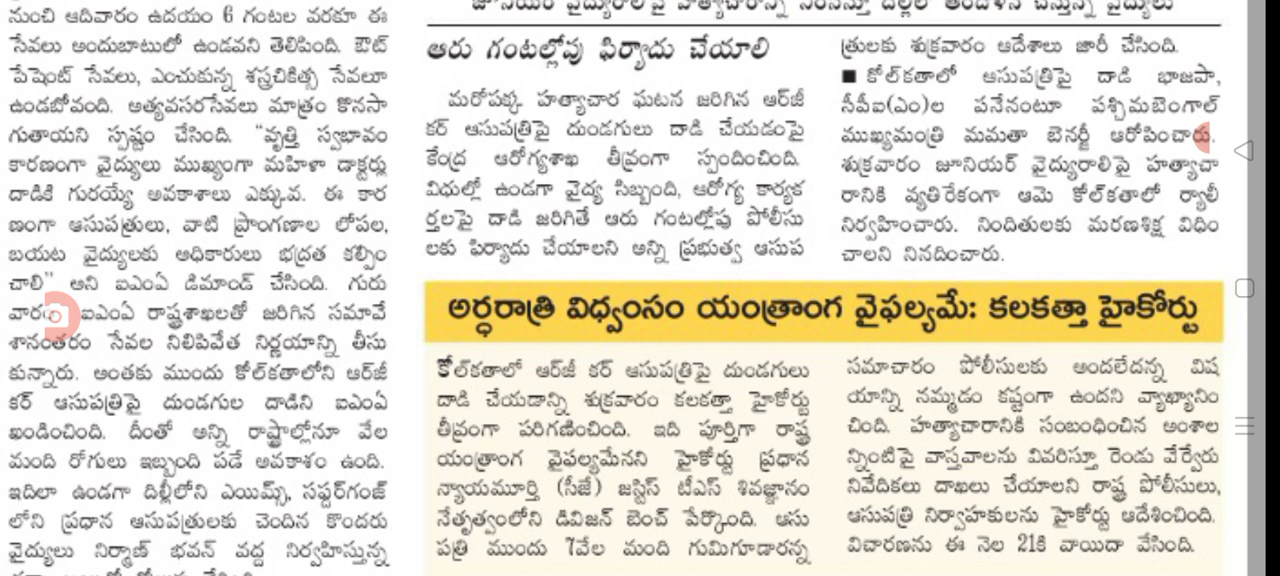 నుంచి ఆదివారం ఉదయం 6 గంటల వరకూ ఈ
సేవలు అందుబాటులో ఉండవని తెలిపింది. ఔట్
పేషెంట్ సేవలు, ఎంచుకున్న శస్త్రచికిత్స సేవలూ
ఉండబోవంది. అత్యవసరసేవలు మాత్రం కొనసా
గుతాయని స్పష్టం చేసింది. “వృత్తి స్వభావం
కారణంగా వైద్యులు ముఖ్యంగా మహిళా డాక్టర్లు
దాడికి గురయ్యే అవకాశాలు ఎక్కువ. ఈ కార
ణంగా ఆసుపత్రులు, వాటి ప్రాంగణాల లోపల,
బయట వైద్యులకు అధికారులు భద్రత కల్పిం
చాలి” అని ఐఎంఏ డిమాండ్ చేసింది. గురు
వారం ఐఎంఏ రాష్ట్రశాఖలతో జరిగిన సమావే
శానంతరం సేవల నిలిపివేత నిర్ణయాన్ని తీసు
కున్నారు. అంతకు ముందు కోల్‌కతాలోని ఆర్‌జీ
కర్ ఆసుపత్రిపై దుండగుల దాడిని ఐఎంఏ
ఖండించింది. దీంతో అన్ని రాష్ట్రాల్లోనూ వేల
మంది రోగులు ఇబ్బంది పడే అవకాశం ఉంది.
ఇదిలా ఉండగా దిల్లీలోని ఎయిమ్స్, సఫ్దర్‌గంజ్
లోని ప్రధాన ఆసుపత్రులకు చెందిన కొందరు
వైద్యులు నిర్మాణ్ భవన్ వద్ద నిర్వహిస్తున్న
జూనియర్ వైద్యురాలిపై హత్యాచారాన్ని నిరసిస్తూ దిల్లీలో ఆందోళన చేస్తున్న వైద్యులు
ఆరు గంటల్లోపు ఫిర్యాదు చేయాలి
మరోపక్క హత్యాచార ఘటన జరిగిన ఆర్‌జీ
కర్ ఆసుపత్రిపై దుండగులు దాడి చేయడంపై
కేంద్ర ఆరోగ్యశాఖ తీవ్రంగా స్పందించింది.
విధుల్లో ఉండగా వైద్య సిబ్బంది, ఆరోగ్య కార్యక
ర్తలపై దాడి జరిగితే ఆరు గంటల్లోపు పోలీసు
లకు ఫిర్యాదు చేయాలని అన్ని ప్రభుత్వ ఆసుప
త్రులకు శుక్రవారం ఆదేశాలు జారీ చేసింది.
■ కోల్‌కతాలో ఆసుపత్రిపై దాడి భాజపా,
సీపీఐ(ఎం)ల పనేనంటూ పశ్చిమబెంగాల్
ముఖ్యమంత్రి మమతా బెనర్జీ ఆరోపించారు.
శుక్రవారం జూనియర్ వైద్యురాలిపై హత్యాచా
రానికి వ్యతిరేకంగా ఆమె కోల్‌కతాలో ర్యాలీ
నిర్వహించారు. నిందితులకు మరణశిక్ష విధిం
చాలని నినదించారు.
అర్ధరాత్రి విధ్వంసం యంత్రాంగ వైఫల్యమే: కలకత్తా హైకోర్టు
కోల్‌కతాలో ఆర్‌జీ కర్ ఆసుపత్రిపై దుండగులు
దాడి చేయడాన్ని శుక్రవారం కలకత్తా హైకోర్టు
తీవ్రంగా పరిగణించింది. ఇది పూర్తిగా రాష్ట్ర
యంత్రాంగ వైఫల్యమేనని హైకోర్టు ప్రధాన
న్యాయమూర్తి (సీజే) జస్టిస్ టీఎస్ శివజ్ఞానం
నేతృత్వంలోని డివిజన్ బెంచ్ పేర్కొంది. ఆసు
పత్రి ముందు 7వేల మంది గుమిగూడారన్న
సమాచారం పోలీసులకు అందలేదన్న విష
యాన్ని నమ్మడం కష్టంగా ఉందని వ్యాఖ్యానిం
చింది. హత్యాచారానికి సంబంధించిన అంశాల
న్నింటిపై వాస్తవాలను వివరిస్తూ రెండు వేర్వేరు
నివేదికలు దాఖలు చేయాలని రాష్ట్ర పోలీసులు,
ఆసుపత్రి నిర్వాహకులను హైకోర్టు ఆదేశించింది.
విచారణను ఈ నెల 21కి వాయిదా వేసింది.